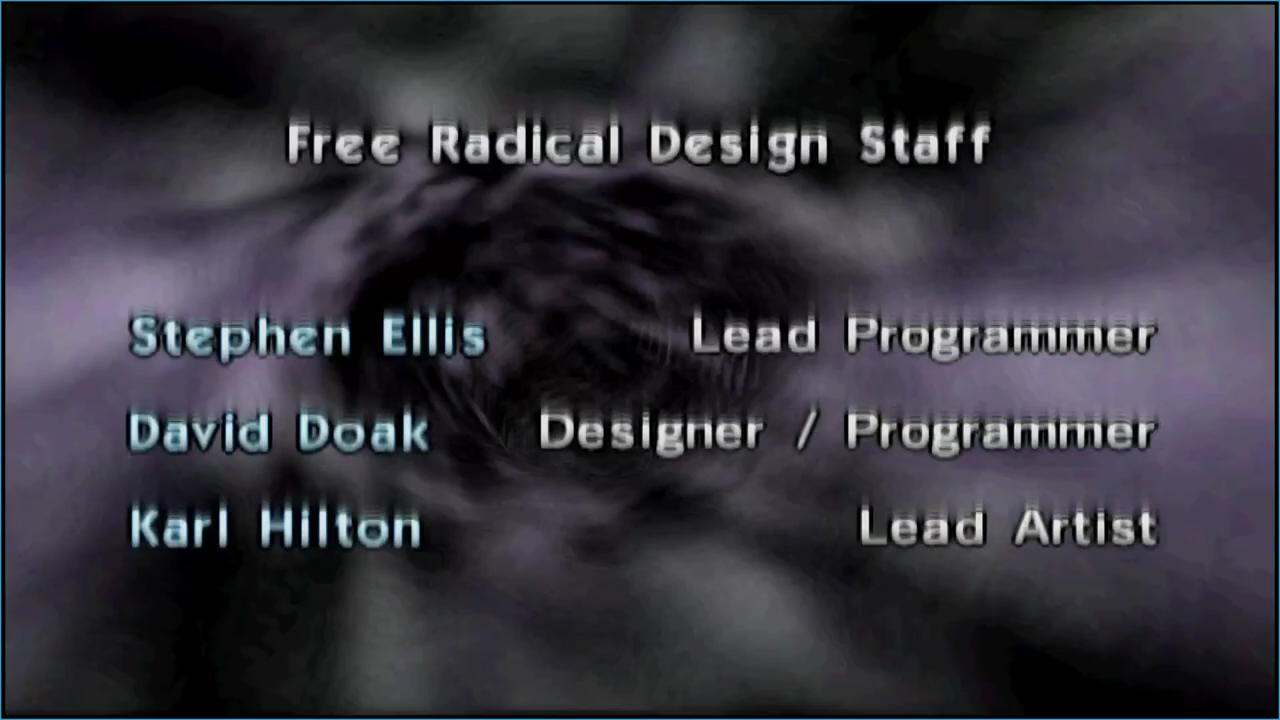 Free Radical Design Staff
Stephen Ellis Lead Programmer
David Doak Designer / Programmer
Karl Hilton Lead Artist